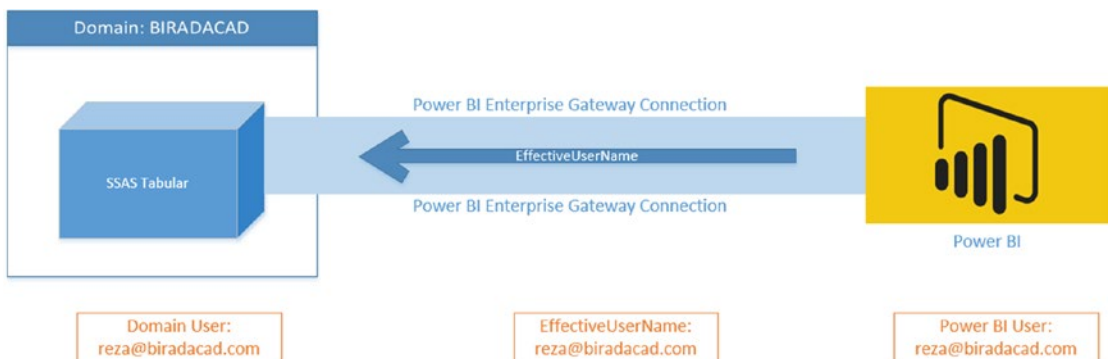 Domain: BIRADACAD
Power BI Enterprise Gateway Connection
EffectiveUserName
SSAS Tabular
Power BI Enterprise Gateway Connection
Power BI
Domain User:
reza@biradacad.com
EffectiveUserName:
reza@biradacad.com
Power BI User:
reza@biradacad.com